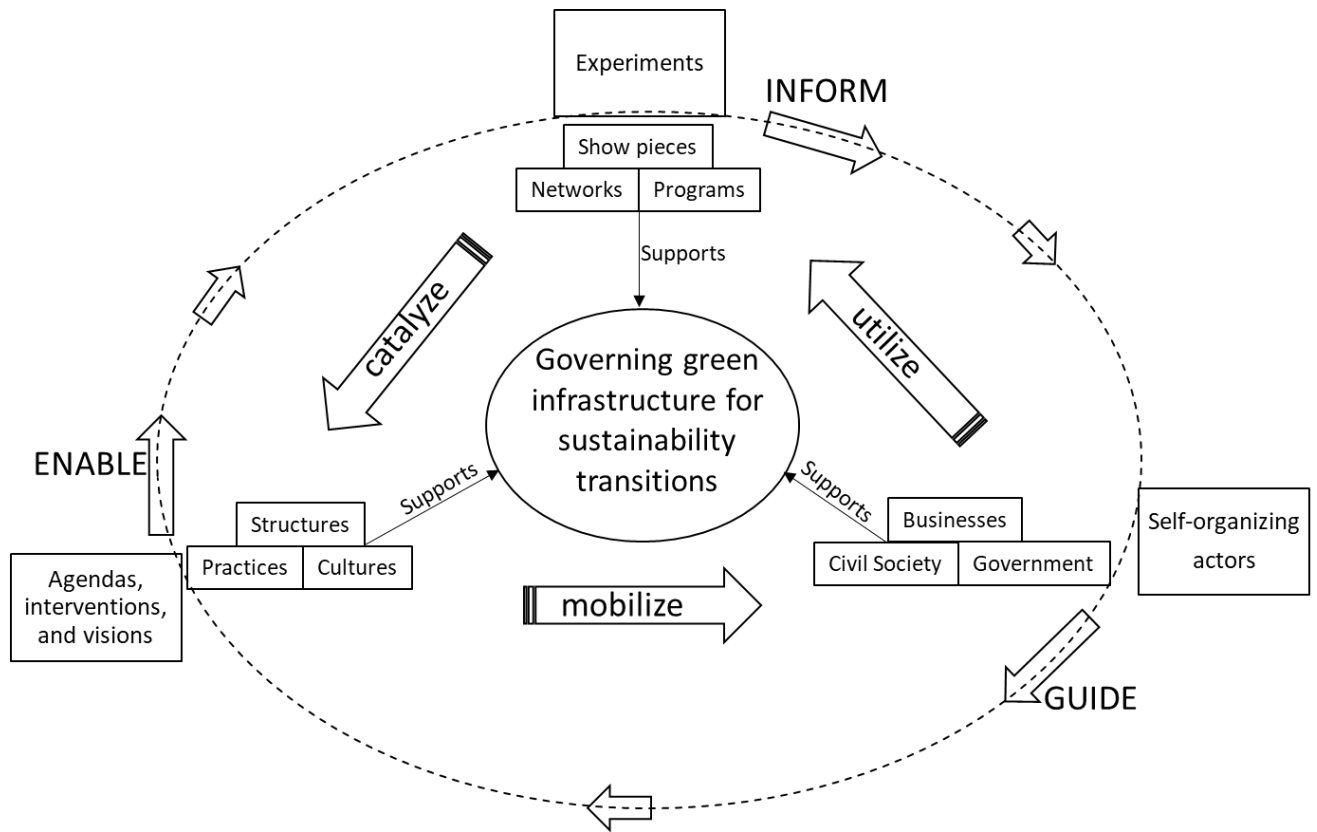 Experiments
INFORM
Show pieces
Networks
Programs
Supports
catalyze
utilize
Governing green
infrastructure for
sustainability
transitions
ENABLE
Supports
Supports
Structures
Practices
Cultures
Businesses
Civil Society
Government
Self-organizing
actors
Agendas,
interventions,
and visions
mobilize
GUIDE